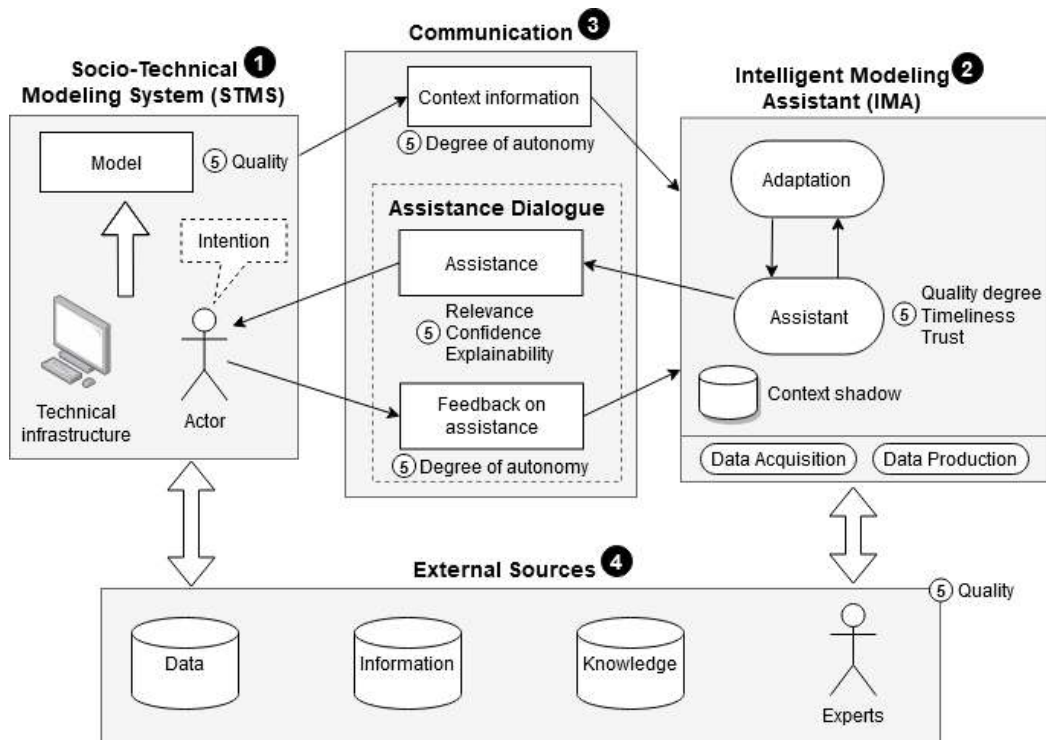 Socio-Technical
Modeling System (STMS)
1
Model
5 Quality
Intention
Technical
infrastructure
Actor
Communication
3
Context information
5 Degree of autonomy
Assistance Dialogue
Assistance
5
Relevance
Confidence
Explainability
Feedback on
assistance
5 Degree of autonomy
Intelligent Modeling
Assistant (IMA)
2
Adaptation
Assistant
5
Quality degree
Timeliness
Trust
Context shadow
Data Acquisition
Data Production
External Sources
4
5 Quality
Data
Information
Knowledge
Experts